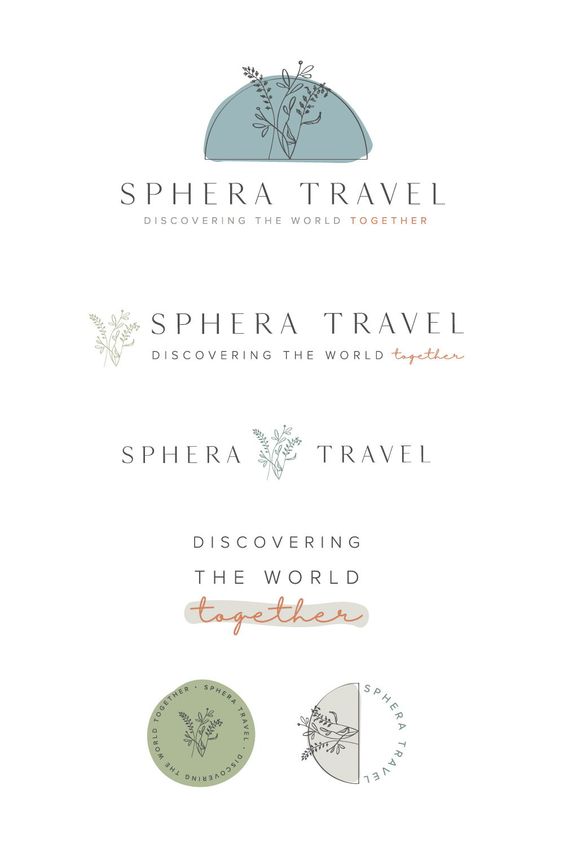 SPHERA TRAVEL
DISCOVERING THE WORLD TOGETHER
SPHERA TRAVEL
DISCOVERING THE WORLD together
SPHERA TRAVEL
DISCOVERING
THE WORLD
together
SPHERA TRAVEL • DISCOVERING THE WORLD TOGETHER •
SPHERA TRAVEL